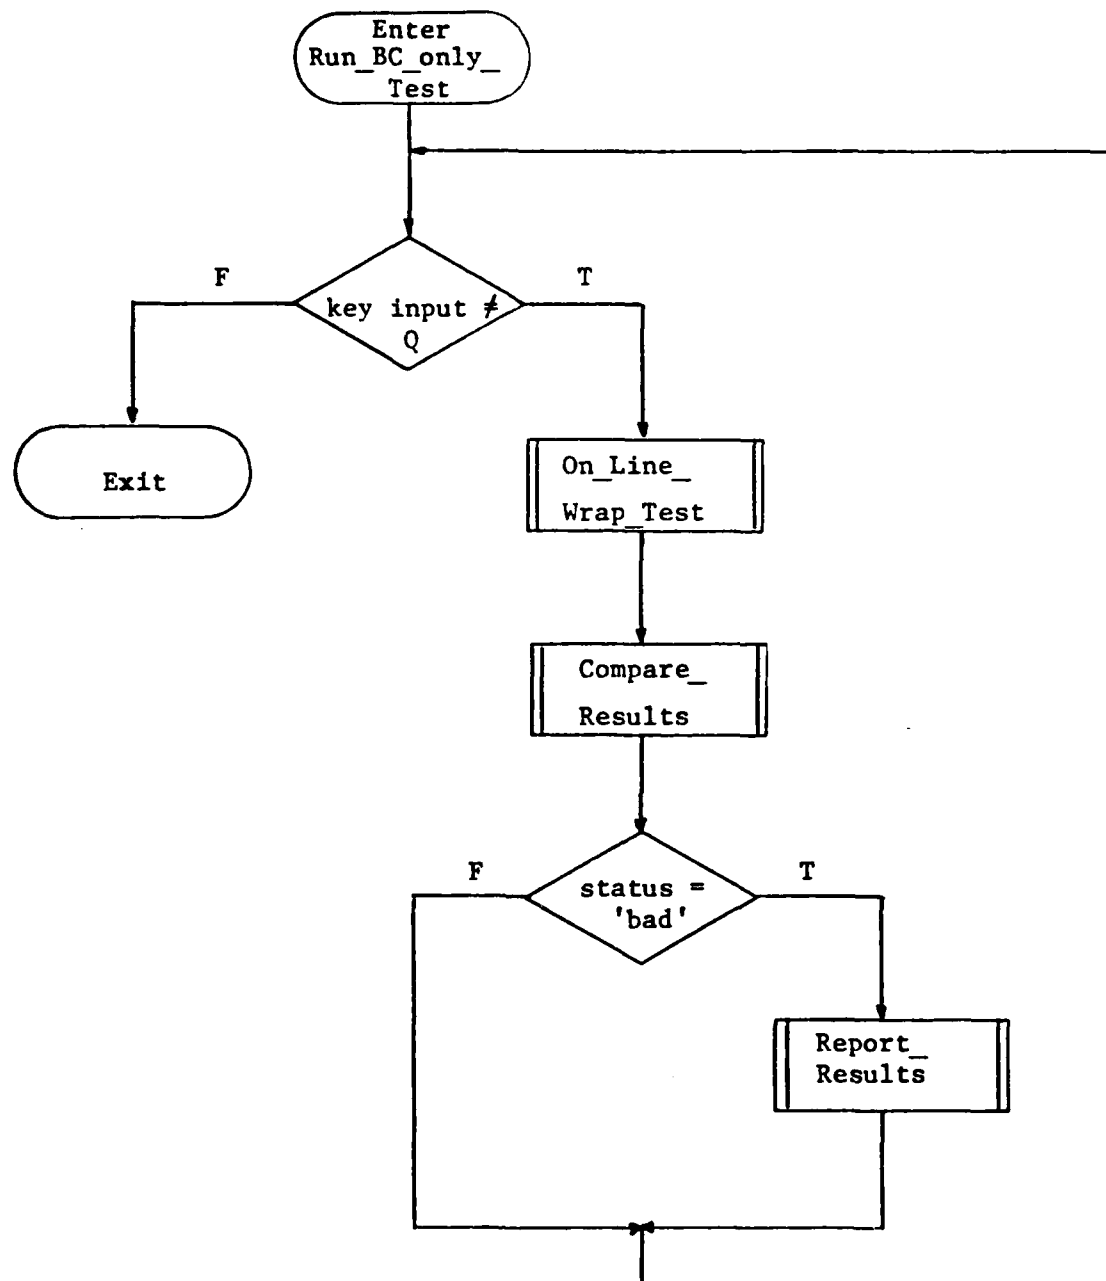 Enter
Run_BC_only_
Test
F
T
key input ≠
Q
Exit
On_Line_
Wrap_Test
Compare_
Results
F
T
status =
'bad'
Report_
Results